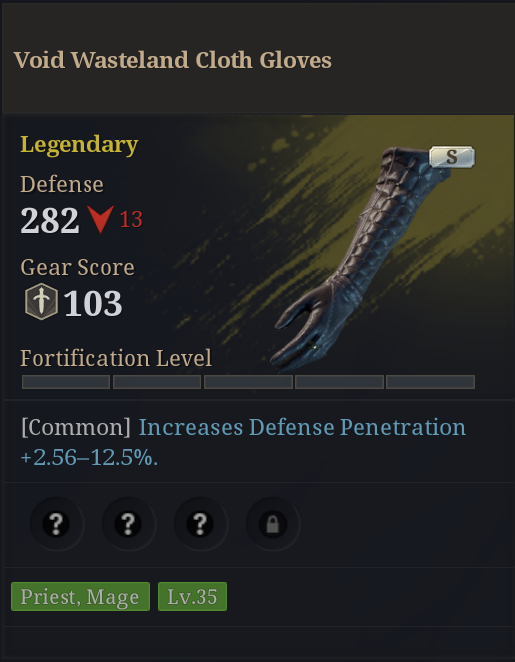 Void Wasteland Cloth Gloves
Legendary
S
Defense
282 13
Gear Score
103
Fortification Level
[Common] Increases Defense Penetration
+2.56–12.5%.
? ? ?
Priest, Mage Lv.35